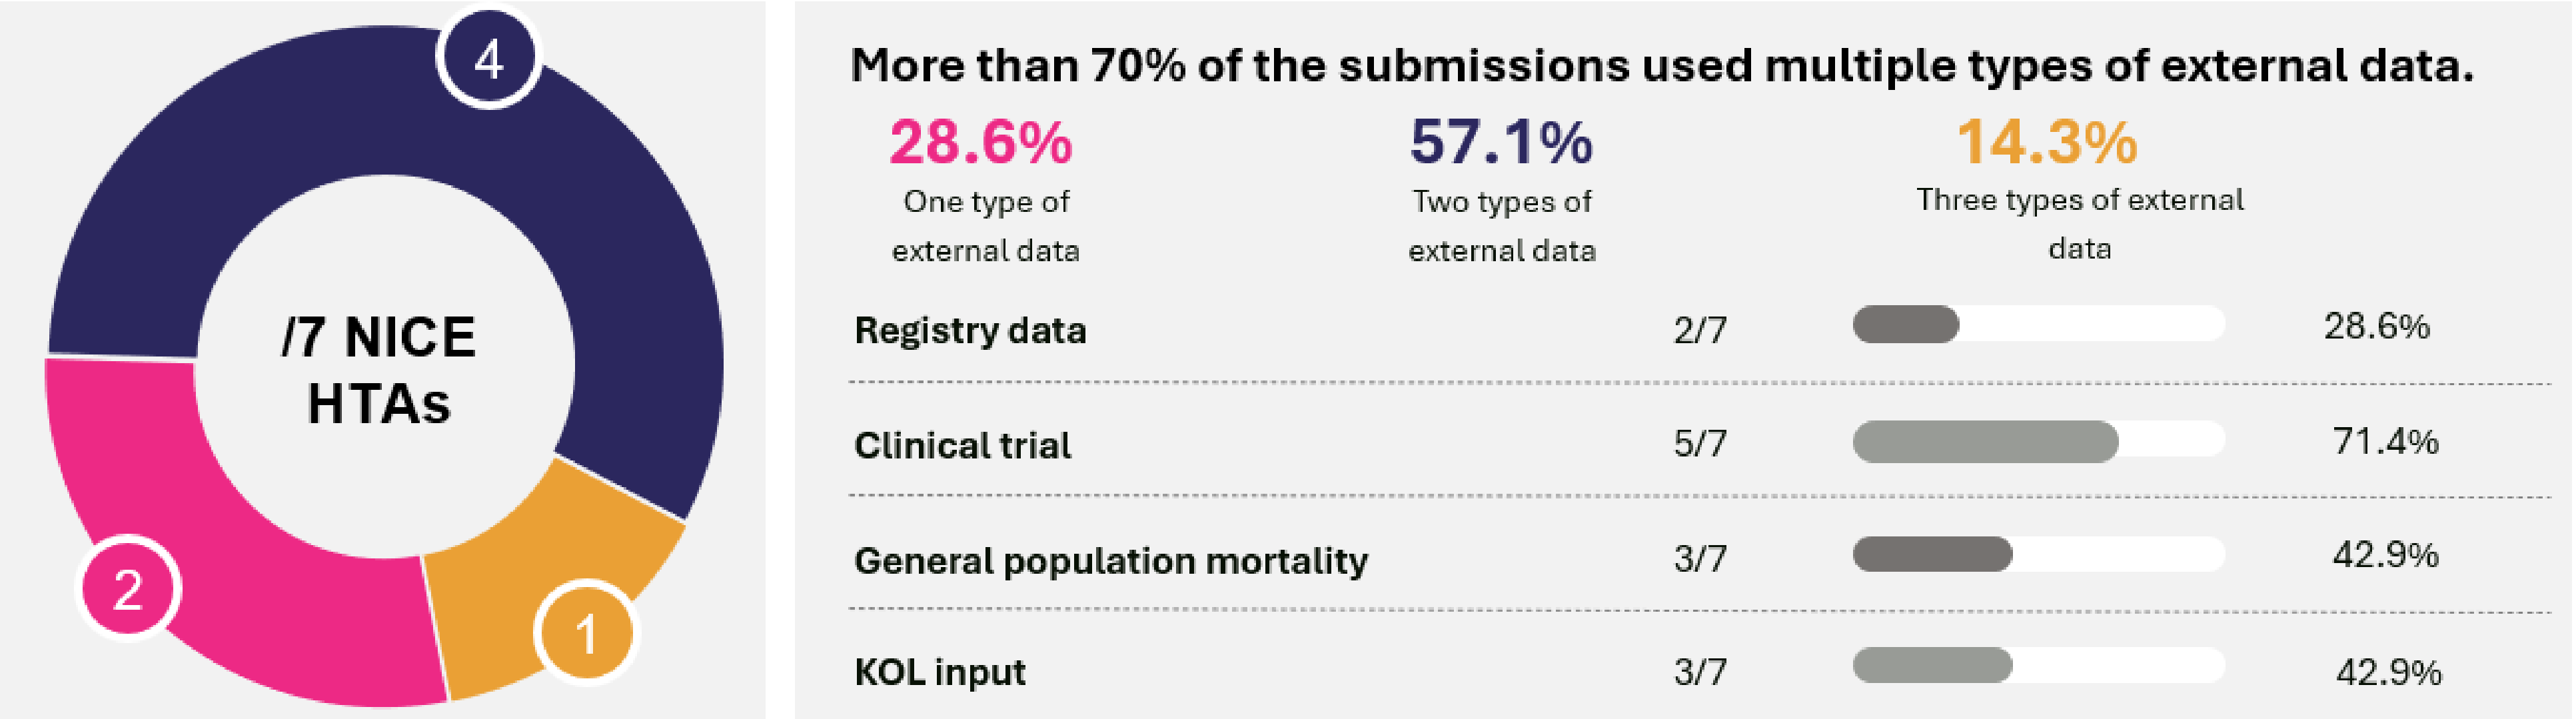 4
/7 NICE
HTAs
2
1
More than 70% of the submissions used multiple types of external data.
28.6%
One type of
external data
57.1%
Two types of
external data
14.3%
Three types of external
data
Registry data 2/7 28.6%
Clinical trial 5/7 71.4%
General population mortality 3/7 42.9%
KOL input 3/7 42.9%